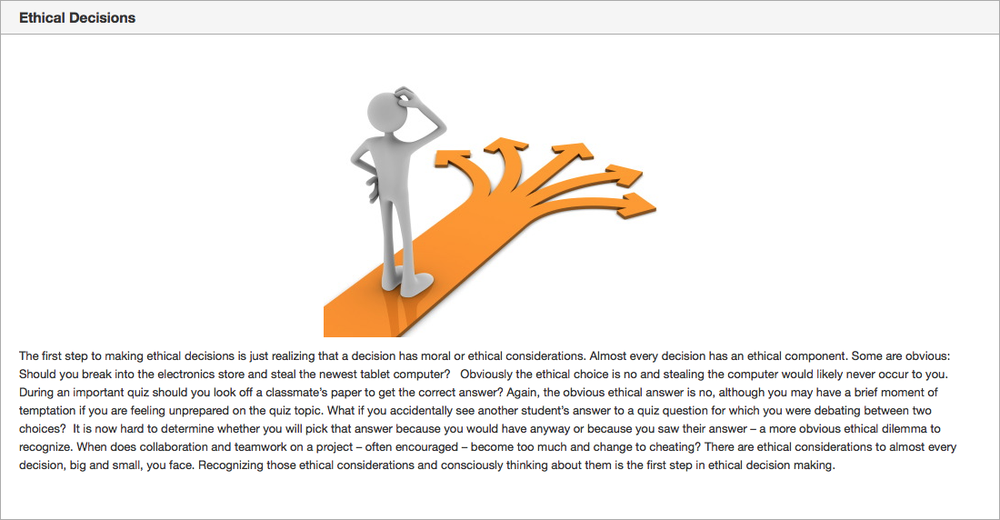 Ethical Decisions
The first step to making ethical decisions is just realizing that a decision has moral or ethical considerations. Almost every decision has an ethical component. Some are obvious:
Should you break into the electronics store and steal the newest tablet computer?   Obviously the ethical choice is no and stealing the computer would likely never occur to you.
During an important quiz should you look off a classmate's paper to get the correct answer? Again, the obvious ethical answer is no, although you may have a brief moment of
temptation if you are feeling unprepared on the quiz topic. What if you accidentally see another student's answer to a quiz question for which you were debating between two
choices?  It is now hard to determine whether you will pick that answer because you would have anyway or because you saw their answer – a more obvious ethical dilemma to
recognize. When does collaboration and teamwork on a project – often encouraged – become too much and change to cheating? There are ethical considerations to almost every
decision, big and small, you face. Recognizing those ethical considerations and consciously thinking about them is the first step in ethical decision making.